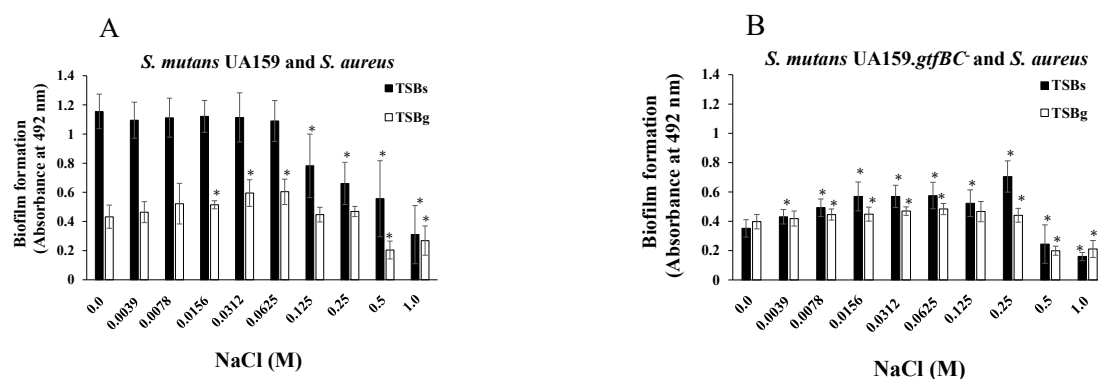 A
S. mutans UA159 and S. aureus
Biofilm formation
(Absorbance at 492 nm)
1.4
1.2
1
0.8
0.6
0.4
0.2
0
TSBs
TSBg
* * * * * * * * *
0.0 0.0039 0.0078 0.0156 0.0312 0.0625 0.125 0.25 0.5 1.0
NaCl (M)
B
S. mutans UA159.gtfBC- and S. aureus
Biofilm formation
(Absorbance at 492 nm)
1.4
1.2
1
0.8
0.6
0.4
0.2
0
TSBs
TSBg
* * * * * * * * * * * * * * * *
0.0 0.0039 0.0078 0.0156 0.0312 0.0625 0.125 0.25 0.5 1.0
NaCl (M)